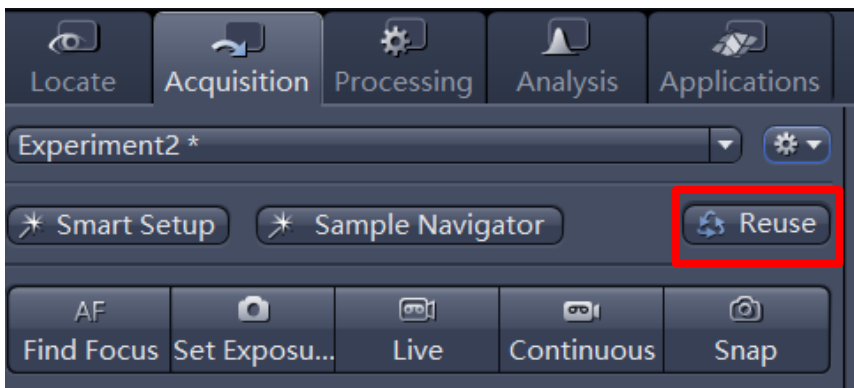 Locate Acquisition Processing Analysis Applications
Experiment2 *
Smart Setup Sample Navigator Reuse
AF
Find Focus Set Exposu... Live Continuous Snap